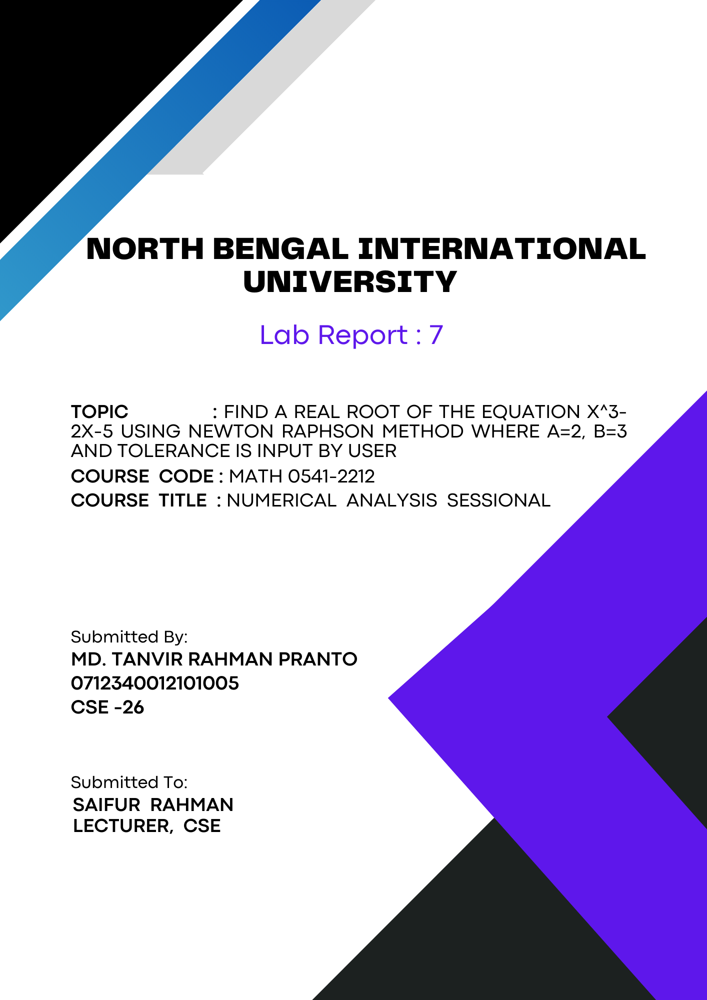 NORTH BENGAL INTERNATIONAL
UNIVERSITY
Lab Report : 7
TOPIC : FIND A REAL ROOT OF THE EQUATION X^3-
2X-5 USING NEWTON RAPHSON METHOD WHERE A=2, B=3
AND TOLERANCE IS INPUT BY USER
COURSE CODE : MATH 0541-2212
COURSE TITLE : NUMERICAL ANALYSIS SESSIONAL
Submitted By:
MD. TANVIR RAHMAN PRANTO
0712340012101005
CSE -26
Submitted To:
SAIFUR RAHMAN
LECTURER, CSE